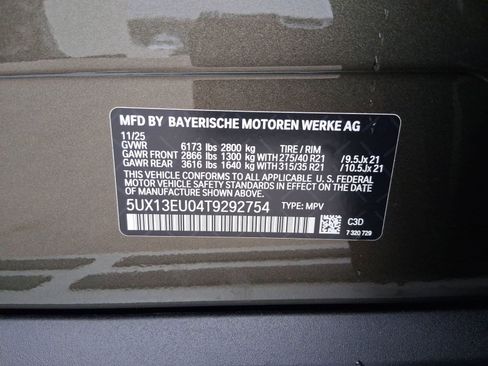 MFD BY BAYERISCHE MOTOREN WERKE AG
11/25
GVWR 6173 lbs 2800 kg TIRE / RIM
GAWR FRONT 2866 lbs 1300 kg WITH 275/40 R21 / 9.5Jx21
GAWR REAR 3616 lbs 1640 kg WITH 315/35 R21 / 10.5Jx21
THIS VEHICLE CONFORMS TO ALL APPLICABLE U.S. FEDERAL
MOTOR VEHICLE SAFETY STANDARDS IN EFFECT ON THE DATE
OF MANUFACTURE SHOWN ABOVE.
5UX13EU04T9292754 TYPE: MPV
C3D
7 320 729